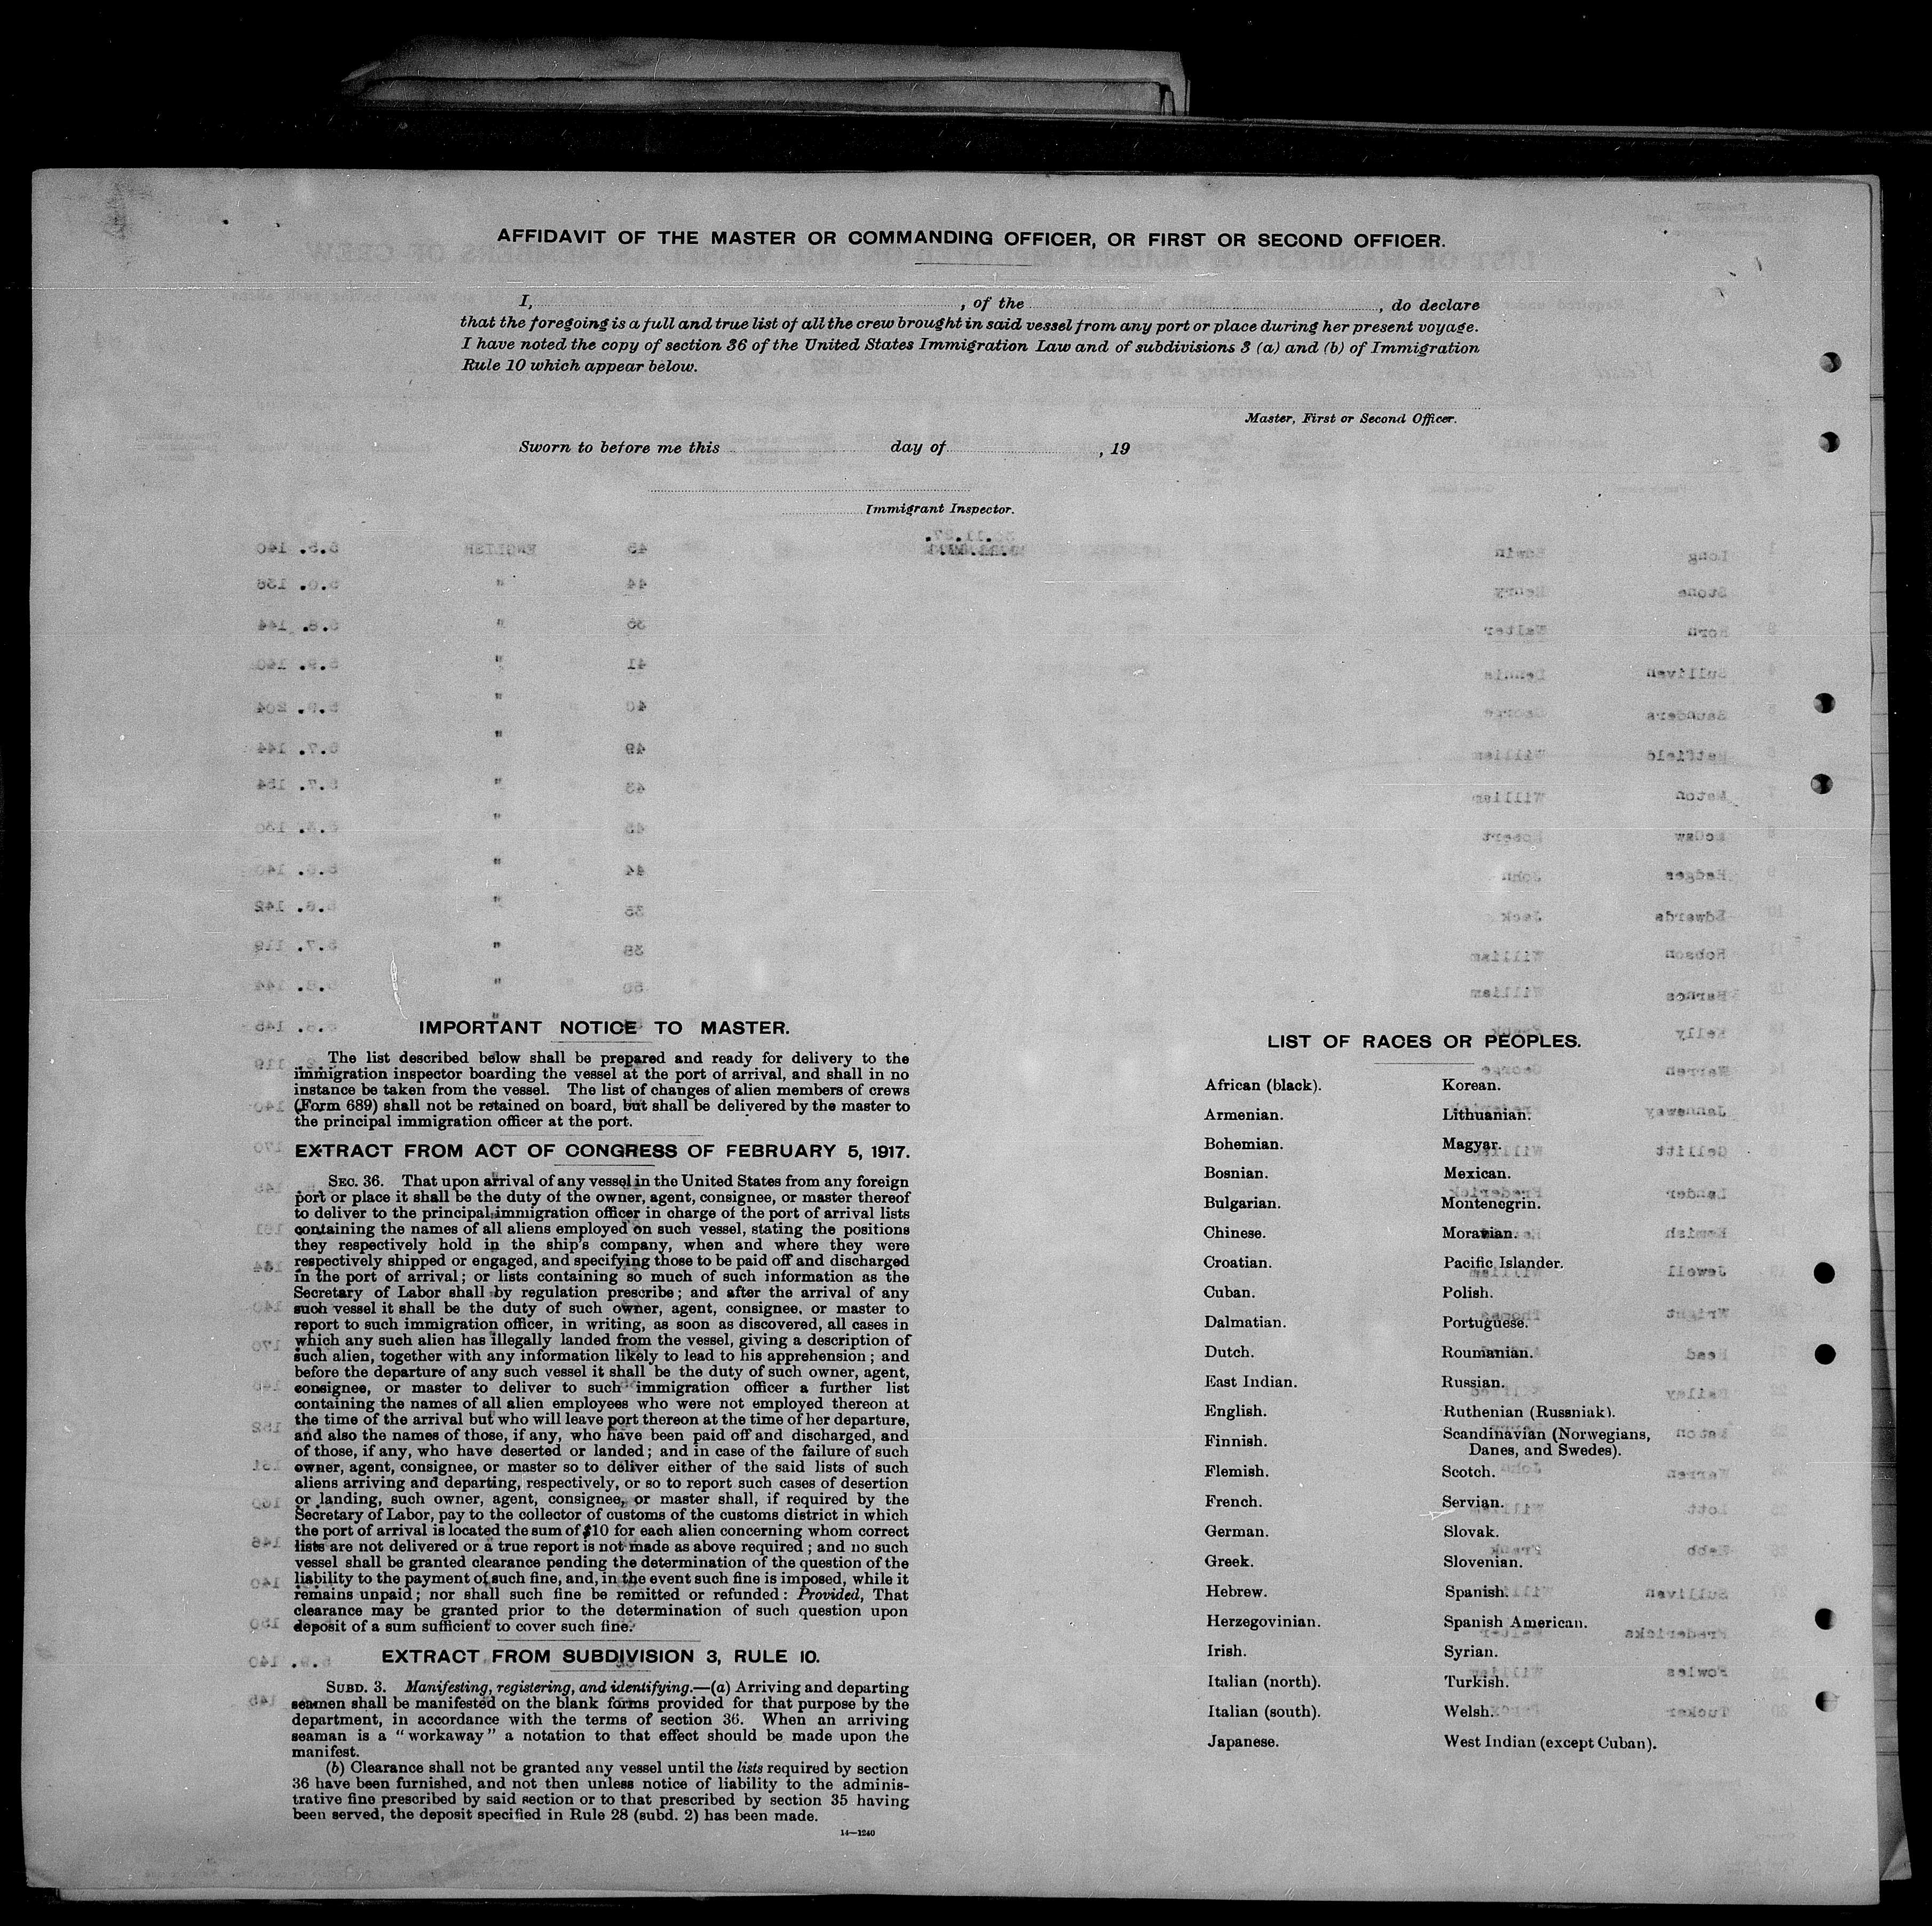 AFFIDAVIT OF THE MASTER OR COMMANDING OFFICER, OR FIRST OR SECOND OFFICER.
I, , of the , do declare
that the foregoing is a full and true list of all the crew brought in said vessel from any port or place during her present voyage.
I have noted the copy of section 36 of the United States Immigration Law and of subdivisions 3 (a) and (b) of Immigration
Rule 10 which appear below.
Master, First or Second Officer.
Sworn to before me this day of , 19
Immigrant Inspector.
IMPORTANT NOTICE TO MASTER.
The list described below shall be prepared and ready for delivery to the
immigration inspector boarding the vessel at the port of arrival, and shall in no
instance be taken from the vessel. The list of changes of alien members of crews
(Form 689) shall not be retained on board, but shall be delivered by the master to
the principal immigration officer at the port.
EXTRACT FROM ACT OF CONGRESS OF FEBRUARY 5, 1917.
SEC. 36. That upon arrival of any vessel in the United States from any foreign
port or place it shall be the duty of the owner, agent, consignee, or master thereof
to deliver to the principal immigration officer in charge of the port of arrival lists
containing the names of all aliens employed on such vessel, stating the positions
they respectively hold in the ship's company, when and where they were
respectively shipped or engaged, and specifying those to be paid off and discharged
in the port of arrival; or lists containing so much of such information as the
Secretary of Labor shall by regulation prescribe; and after the arrival of any
such vessel it shall be the duty of such owner, agent, consignee, or master to
report to such immigration officer, in writing, as soon as discovered, all cases in
which any such alien has illegally landed from the vessel, giving a description of
such alien, together with any information likely to lead to his apprehension; and
before the departure of any such vessel it shall be the duty of such owner, agent,
consignee, or master to deliver to such immigration officer a further list
containing the names of all alien employees who were not employed thereon at
the time of the arrival but who will leave port thereon at the time of her departure,
and also the names of those, if any, who have been paid off and discharged, and
of those, if any, who have deserted or landed; and in case of the failure of such
owner, agent, consignee, or master so to deliver either of the said lists of such
aliens arriving and departing, respectively, or so to report such cases of desertion
or landing, such owner, agent, consignee, or master shall, if required by the
Secretary of Labor, pay to the collector of customs of the customs district in which
the port of arrival is located the sum of $10 for each alien concerning whom correct
lists are not delivered or a true report is not made as above required; and no such
vessel shall be granted clearance pending the determination of the question of the
liability to the payment of such fine, and, in the event such fine is imposed, while it
remains unpaid; nor shall such fine be remitted or refunded: Provided, That
clearance may be granted prior to the determination of such question upon
deposit of a sum sufficient to cover such fine.
EXTRACT FROM SUBDIVISION 3, RULE 10.
SUBD. 3. Manifesting, registering, and identifying.—(a) Arriving and departing
seamen shall be manifested on the blank forms provided for that purpose by the
department, in accordance with the terms of section 36. When an arriving
seaman is a "workaway" a notation to that effect should be made upon the
manifest.
(b) Clearance shall not be granted any vessel until the lists required by section
36 have been furnished, and not then unless notice of liability to the adminis-
trative fine prescribed by said section or to that prescribed by section 35 having
been served, the deposit specified in Rule 28 (subd. 2) has been made.
14—1240
LIST OF RACES OR PEOPLES.
African (black).
Armenian.
Bohemian.
Bosnian.
Bulgarian.
Chinese.
Croatian.
Cuban.
Dalmatian.
Dutch.
East Indian.
English.
Finnish.
Flemish.
French.
German.
Greek.
Hebrew.
Herzegovinian.
Irish.
Italian (north).
Italian (south).
Japanese.
Korean.
Lithuanian.
Magyar.
Mexican.
Montenegrin.
Moravian.
Pacific Islander.
Polish.
Portuguese.
Roumanian.
Russian.
Ruthenian (Russniak).
Scandinavian (Norwegians,
Danes, and Swedes).
Scotch.
Servian.
Slovak.
Slovenian.
Spanish.
Spanish American.
Syrian.
Turkish.
Welsh.
West Indian (except Cuban).